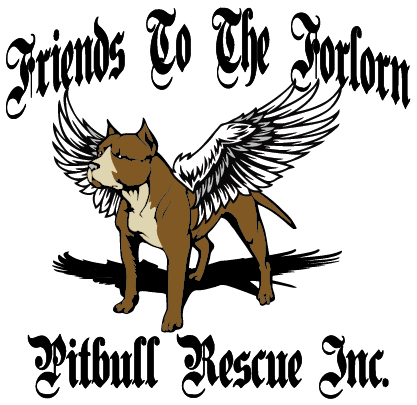 Friends To The Forlorn
Pitbull Rescue Inc.